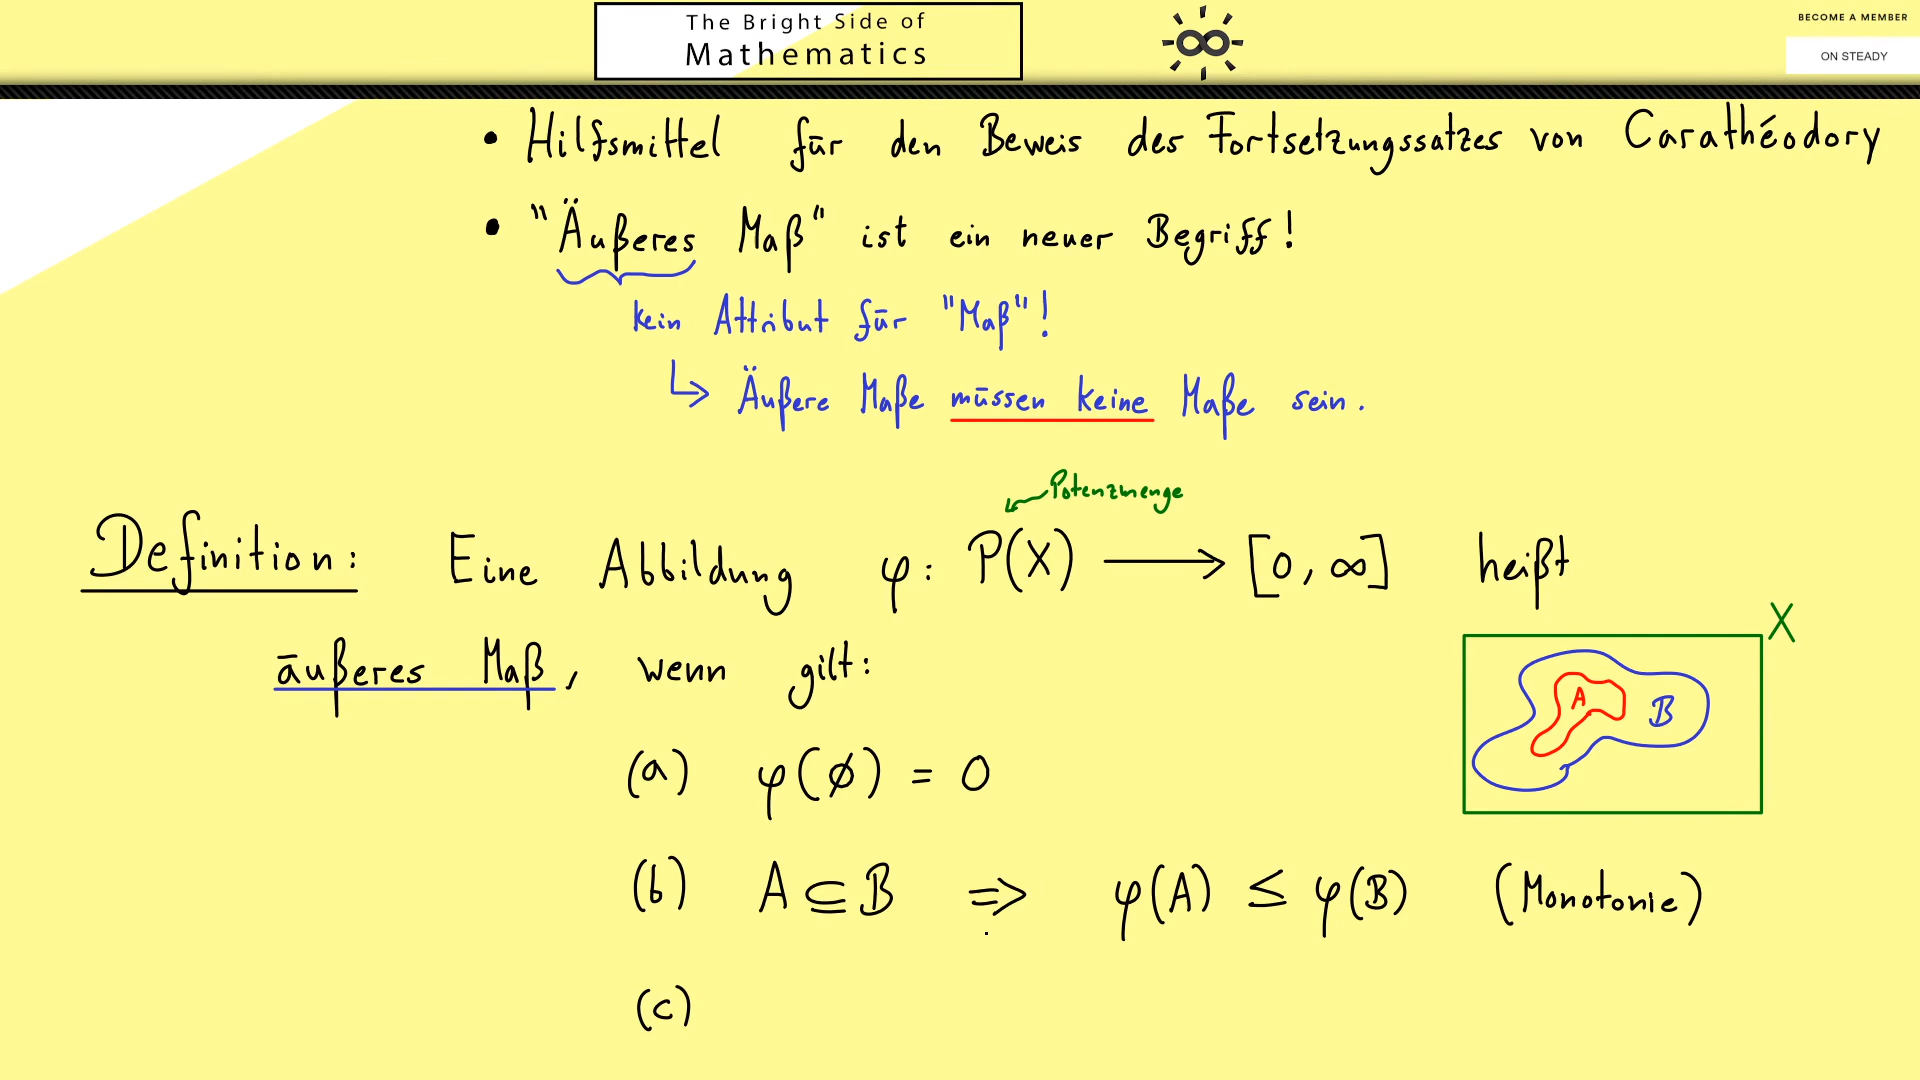 The Bright Side of
Mathematics
BECOME A MEMBER
ON STEADY
• Hilfsmittel für den Beweis des Fortsetzungssatzes von Carathéodory
• "Äußeres Maß" ist ein neuer Begriff!
kein Attribut für "Maß"!
↳ Äußere Maße müssen keine Maße sein.
Potenzmenge
Definition: Eine Abbildung φ: P(X) ⟶ [0, ∞] heißt
X
äußeres Maß, wenn gilt:
A B
(a) φ(∅) = 0
(b) A ⊆ B ⇒ φ(A) ≤ φ(B) (Monotonie)
(c)